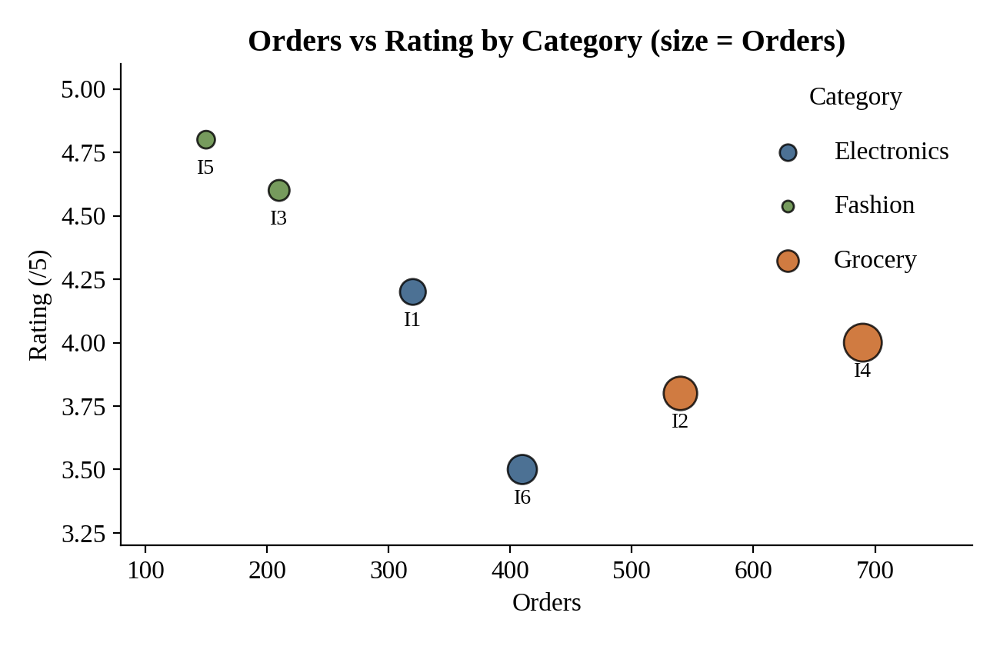 Orders vs Rating by Category (size = Orders)
Rating (/5)
5.00
4.75
4.50
4.25
4.00
3.75
3.50
3.25
Category
Electronics
Fashion
Grocery
I5
I3
I1
I4
I2
I6
100 200 300 400 500 600 700
Orders